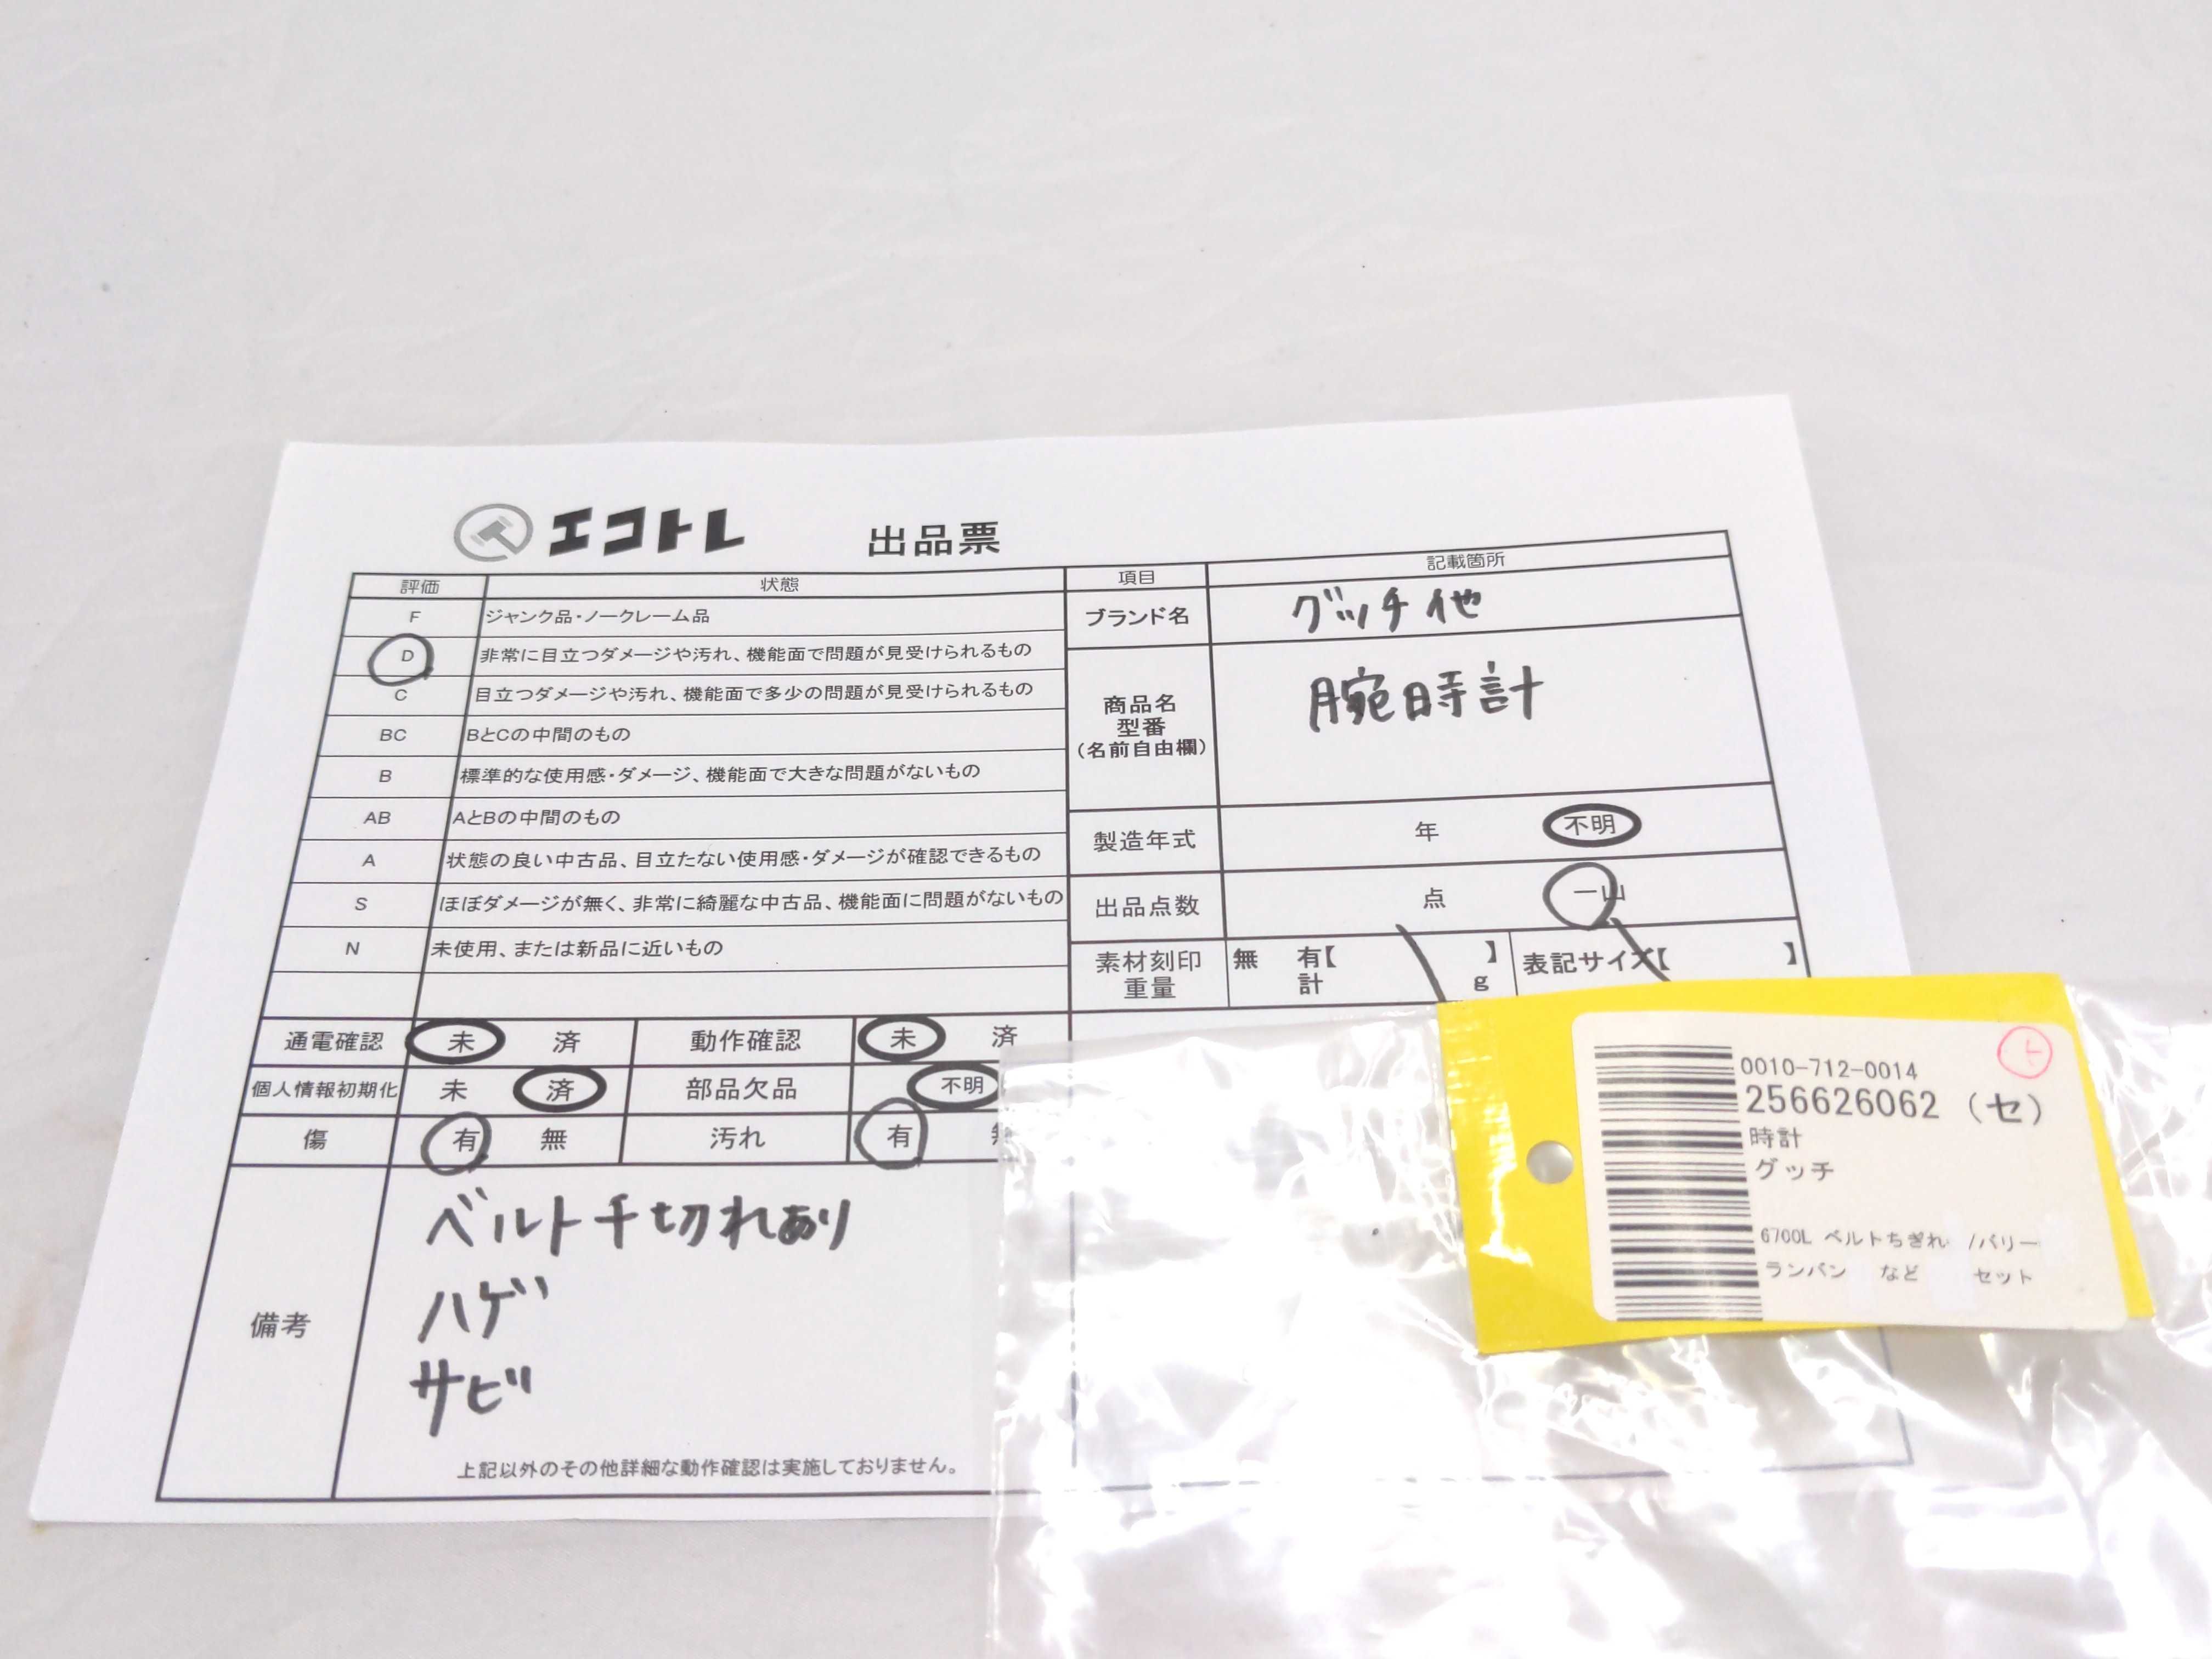 エコトレ 出品票
評価 状態 項目 記載箇所
F ジャンク品・ノークレーム品
D 非常に目立つダメージや汚れ、機能面で問題が見受けられるもの
C 目立つダメージや汚れ、機能面で多少の問題が見受けられるもの
BC BとCの中間のもの
B 標準的な使用感・ダメージ、機能面で大きな問題がないもの
AB AとBの中間のもの
A 状態の良い中古品、目立たない使用感・ダメージが確認できるもの
S ほぼダメージが無く、非常に綺麗な中古品、機能面に問題がないもの
N 未使用、または新品に近いもの
ブランド名 グッチ他
商品名
型番
(名前自由欄)
腕時計
製造年式 年 不明
出品点数 点 一山
素材刻印 無 有【 】 表記サイズ【 】
重量 計 g
通電確認 未 済 動作確認 未 済
個人情報初期化 未 済 部品欠品 不明
傷 有 無 汚れ 有
備考
ベルト千切れあり
ハゲ
サビ
上記以外のその他詳細な動作確認は実施しておりません。
0010-712-0014
256626062 (セ)
時計
グッチ
6700L ベルトちぎれ /バリー
ランバン など セット